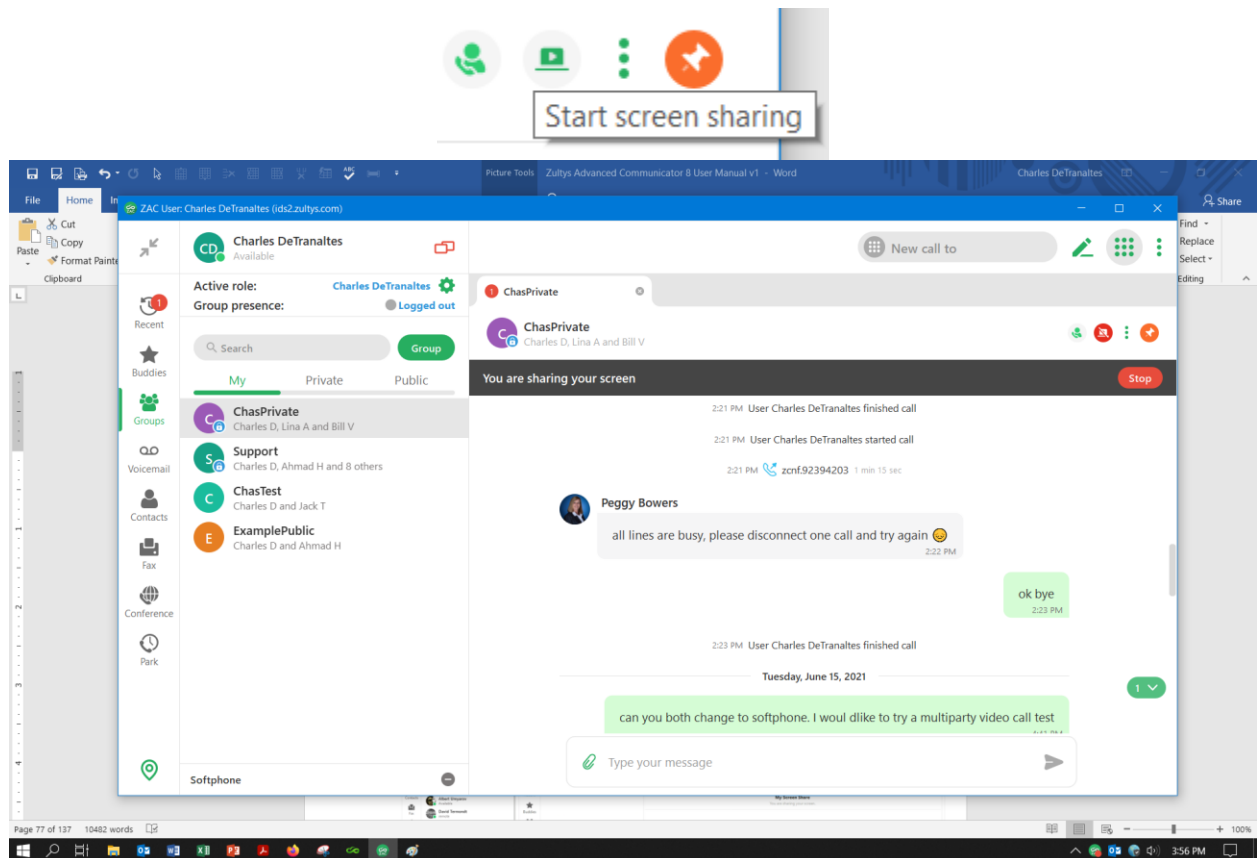 Start screen sharing
Picture Tools
Zultys Advanced Communicator 8 User Manual v1 - Word
Charles DeTranaltes
File
Home
In
Share
ZAC User: Charles DeTranaltes (ids2.zultys.com)
Cut
Copy
Format Painte
Paste
Clipboard
Find
Replace
Select
Editing
CD
Charles DeTranaltes
Available
New call to
Active role:
Charles DeTranaltes
Group presence:
Logged out
1
Recent
Buddies
Groups
Voicemail
Contacts
Fax
Conference
Park
Search
Group
My
Private
Public
C
ChasPrivate
Charles D, Lina A and Bill V
S
Support
Charles D, Ahmad H and 8 others
C
ChasTest
Charles D and Jack T
E
ExamplePublic
Charles D and Ahmad H
Softphone
1
ChasPrivate
C
ChasPrivate
Charles D, Lina A and Bill V
You are sharing your screen
Stop
2:21 PM User Charles DeTranaltes finished call
2:21 PM User Charles DeTranaltes started call
2:21 PM zcnf.92394203 1 min 15 sec
Peggy Bowers
all lines are busy, please disconnect one call and try again
2:22 PM
ok bye
2:23 PM
2:23 PM User Charles DeTranaltes finished call
Tuesday, June 15, 2021
1
can you both change to softphone. I woul dlike to try a multiparty video call test
Type your message
My Screen Share
Page 77 of 137
10482 words
100%
3:56 PM